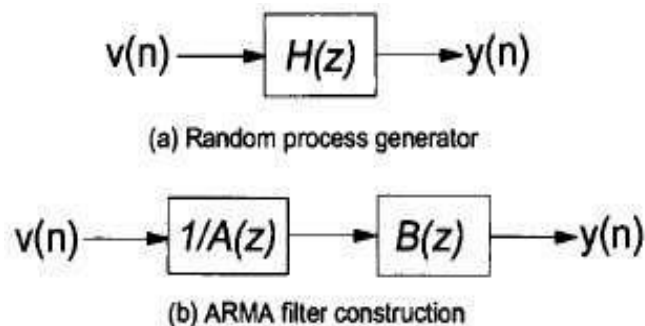 v(n) H(z) y(n)
(a) Random process generator
v(n) 1/A(z) B(z) y(n)
(b) ARMA filter construction